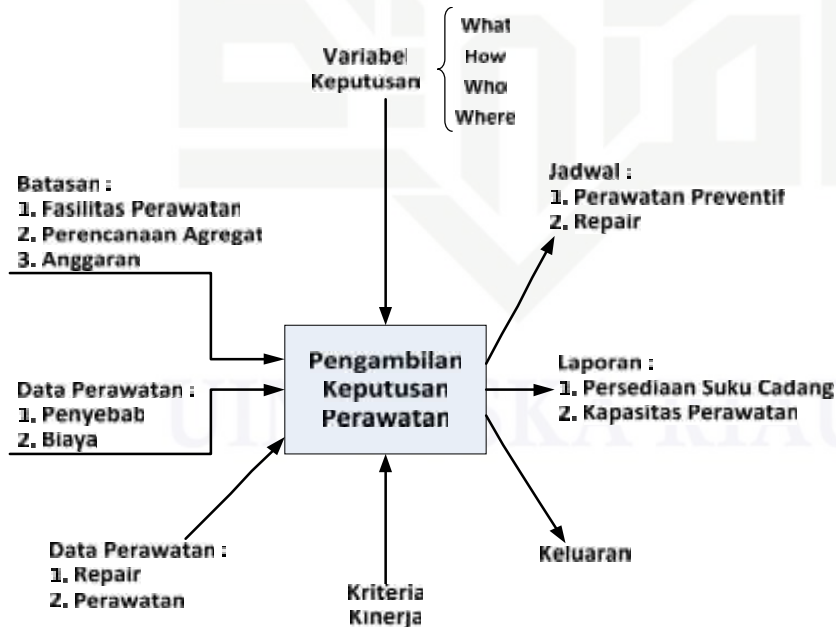 Variabel
Keputusan
What
How
Who
Where
Batasan :
1. Fasilitas Perawatan
2. Perencanaan Agregat
3. Anggaran
Jadwal :
1. Perawatan Preventif
2. Repair
Pengambilan
Keputusan
Perawatan
Data Perawatan :
1. Penyebab
2. Biaya
Laporan :
1. Persediaan Suku Cadang
2. Kapasitas Perawatan
Data Perawatan :
1. Repair
2. Perawatan
Kriteria
Kinerja
Keluaran